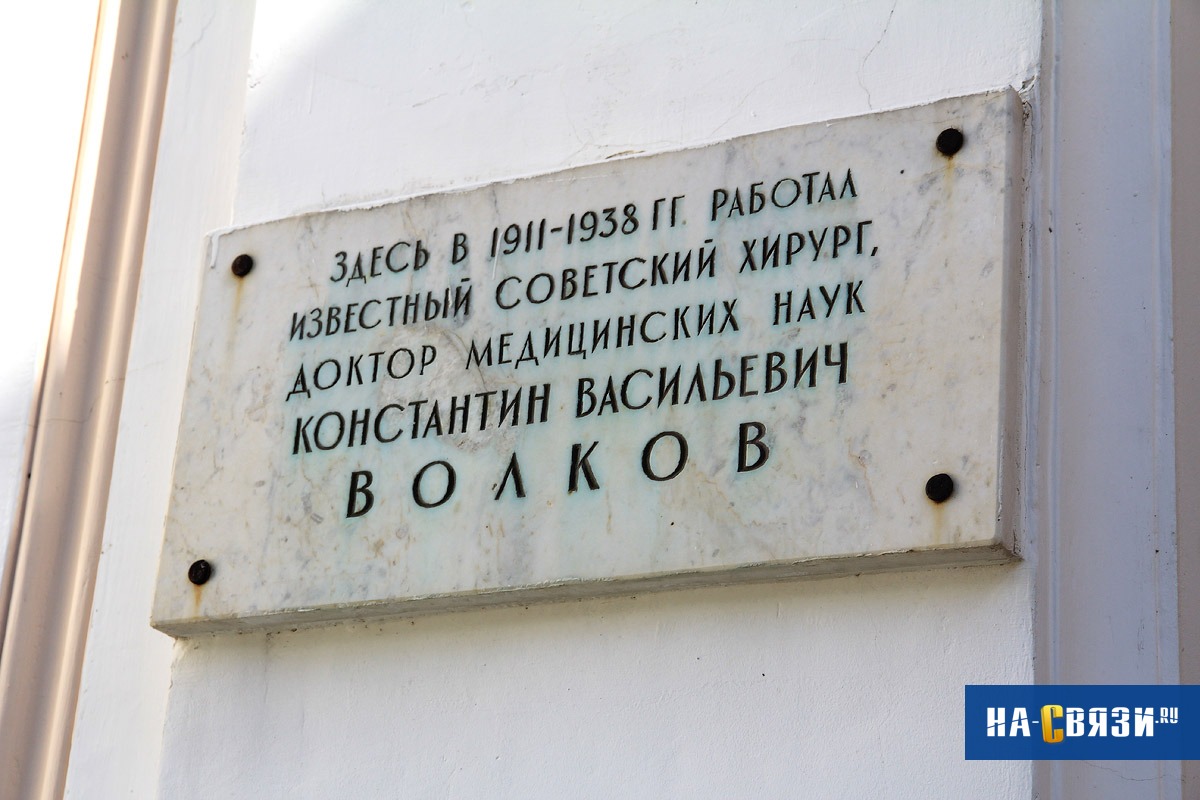 ЗДЕСЬ В 1911-1938 ГГ. РАБОТАЛ
ИЗВЕСТНЫЙ СОВЕТСКИЙ ХИРУРГ,
ДОКТОР МЕДИЦИНСКИХ НАУК
КОНСТАНТИН ВАСИЛЬЕВИЧ
ВОЛКОВ
НА-СВЯЗИ.RU